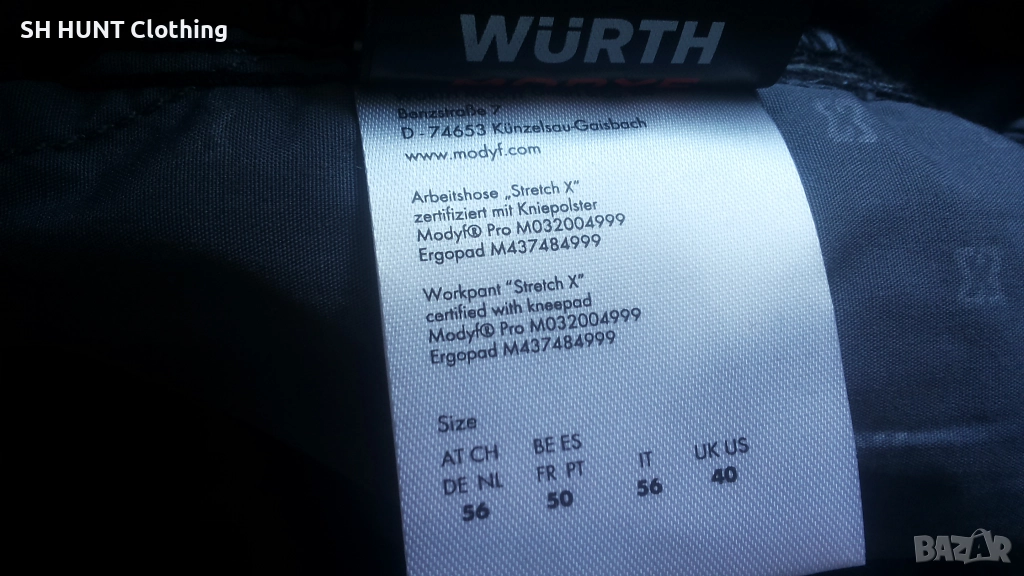 SH HUNT Clothing
WÜRTH
Benzstraße 7
D - 74653 Künzelsau-Gaisbach
www.modyf.com
Arbeitshose „Stretch X“
zertifiziert mit Kniepolster
Modyf® Pro M032004999
Ergopad M437484999
Workpant “Stretch X”
certified with kneepad
Modyf® Pro M032004999
Ergopad M437484999
Size
AT CH
DE NL
56
BE ES
FR PT
50
IT
56
UK US
40
BAZAR